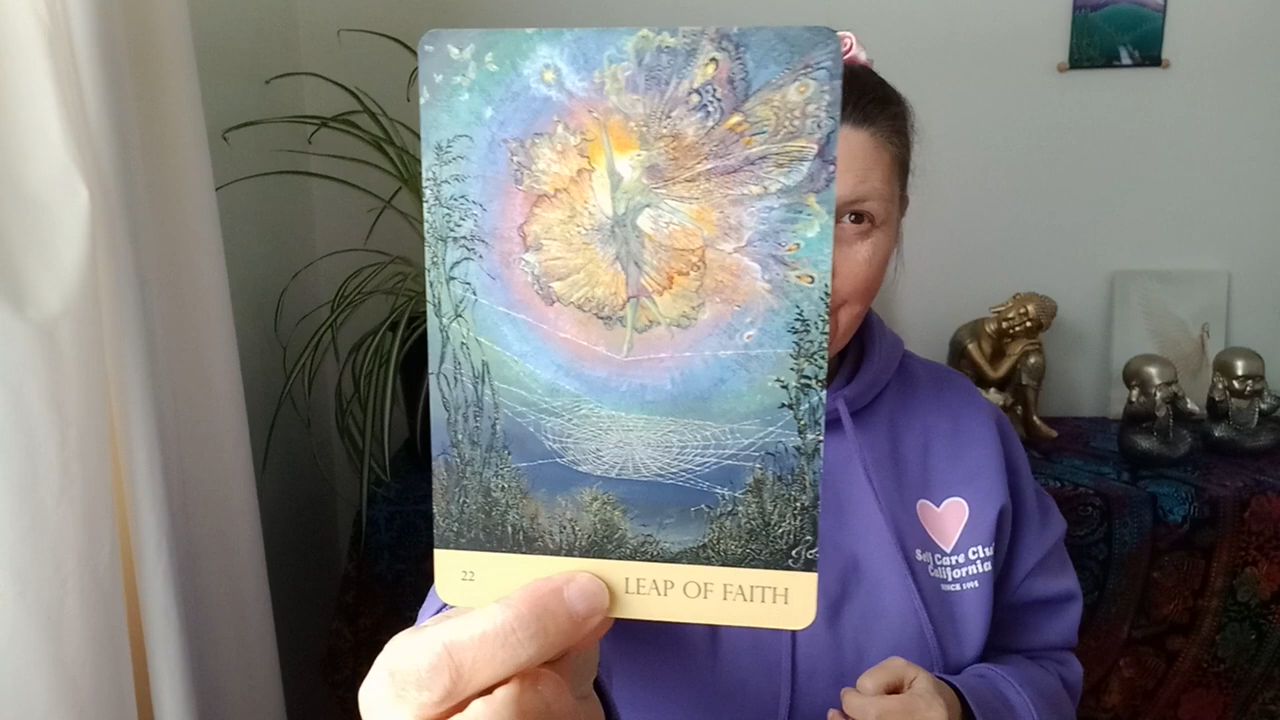 22
LEAP OF FAITH
Self Care Club
California
SINCE 1991